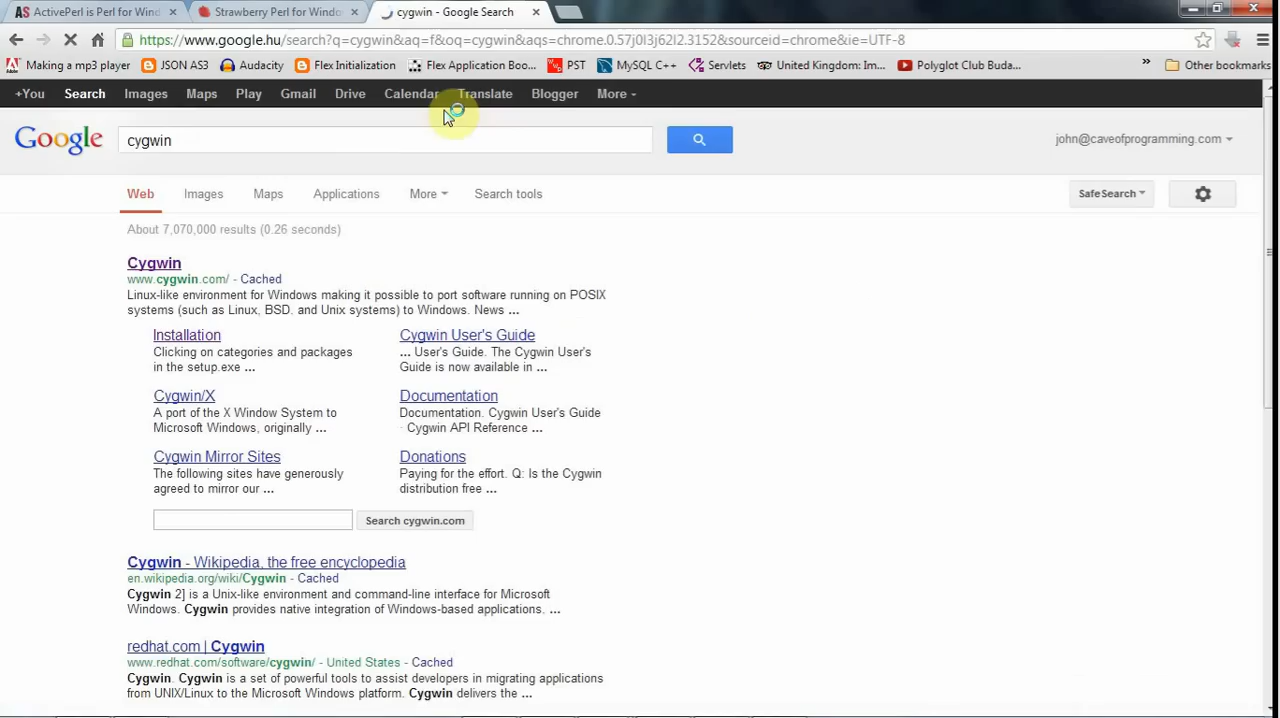 ActivePerl is Perl for Wind
Strawberry Perl for Windo
cygwin - Google Search
https://www.google.hu/search?q=cygwin&aq=f&oq=cygwin&aqs=chrome.0.57j0l3j62l2.3152&sourceid=chrome&ie=UTF-8
Making a mp3 player JSON AS3 Audacity Flex Initialization Flex Application Boo... PST MySQL C++ Servlets United Kingdom: Im... Polyglot Club Buda... » Other bookmarks
+You Search Images Maps Play Gmail Drive Calendar Translate Blogger More
Google cygwin john@caveofprogramming.com
Web Images Maps Applications More Search tools SafeSearch
About 7,070,000 results (0.26 seconds)
Cygwin
www.cygwin.com/ - Cached
Linux-like environment for Windows making it possible to port software running on POSIX
systems (such as Linux, BSD, and Unix systems) to Windows. News ...
Installation
Clicking on categories and packages
in the setup.exe ...
Cygwin User's Guide
... User's Guide. The Cygwin User's
Guide is now available in ...
Cygwin/X
A port of the X Window System to
Microsoft Windows, originally ...
Documentation
Documentation. Cygwin User's Guide
· Cygwin API Reference ...
Cygwin Mirror Sites
The following sites have generously
agreed to mirror our ...
Donations
Paying for the effort. Q: Is the Cygwin
distribution free ...
Search cygwin.com
Cygwin - Wikipedia, the free encyclopedia
en.wikipedia.org/wiki/Cygwin - Cached
Cygwin 2] is a Unix-like environment and command-line interface for Microsoft
Windows. Cygwin provides native integration of Windows-based applications. ...
redhat.com | Cygwin
www.redhat.com/software/cygwin/ - United States - Cached
Cygwin. Cygwin is a set of powerful tools to assist developers in migrating applications
from UNIX/Linux to the Microsoft Windows platform. Cygwin delivers the ...